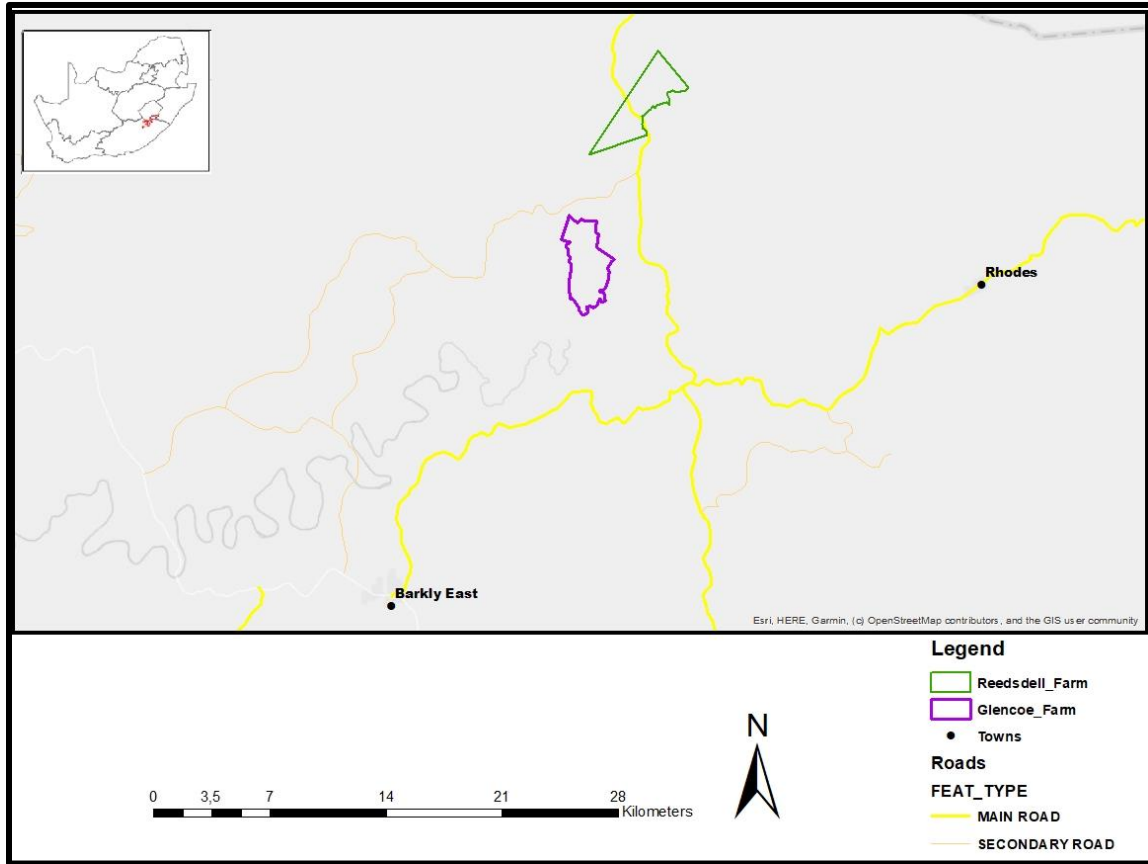 Rhodes
Barkly East
Esri, HERE, Garmin, (c) OpenStreetMap contributors, and the GIS user community
Legend
Reedsdell_Farm
Glencoe_Farm
Towns
Roads
FEAT_TYPE
MAIN ROAD
SECONDARY ROAD
N
0 3,5 7 14 21 28
Kilometers